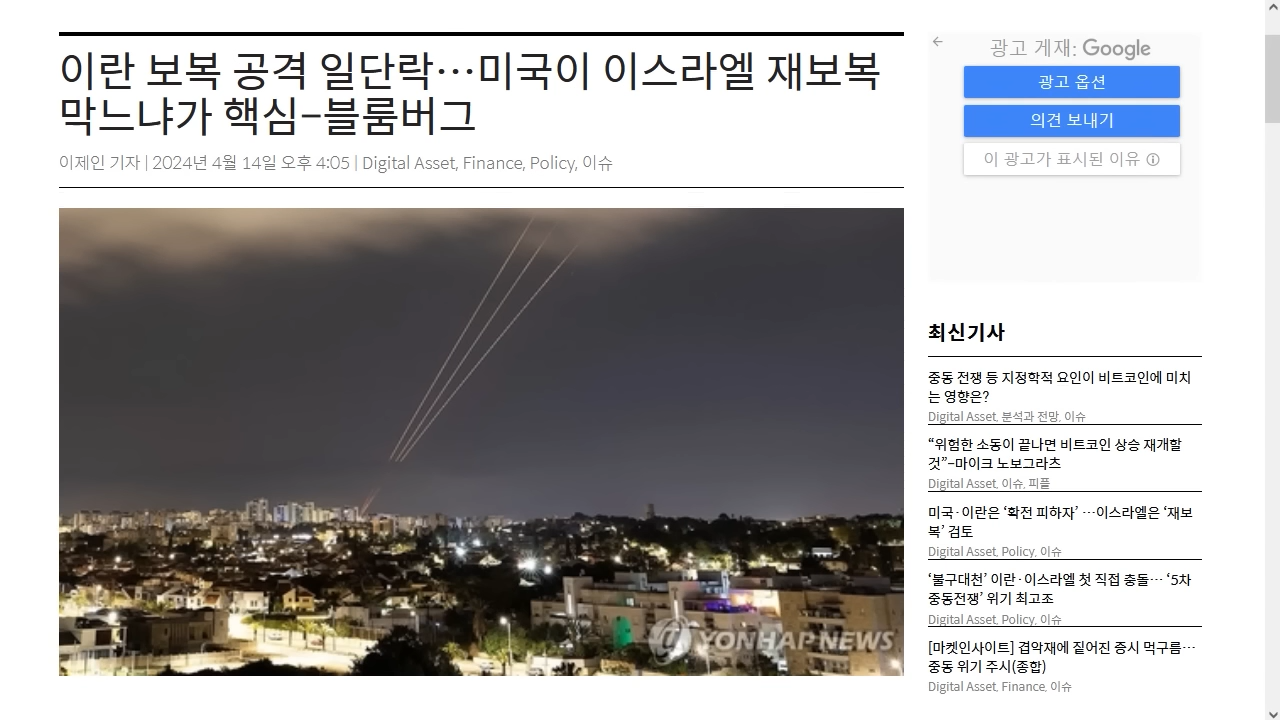 이란 보복 공격 일단락…미국이 이스라엘 재보복
막느냐가 핵심–블룸버그
이제인 기자 | 2024년 4월 14일 오후 4:05 | Digital Asset, Finance, Policy, 이슈
YONHAP NEWS
광고 게재: Google
광고 옵션
의견 보내기
이 광고가 표시된 이유
최신기사
중동 전쟁 등 지정학적 요인이 비트코인에 미치
는 영향은?
Digital Asset, 분석과 전망, 이슈
“위험한 소동이 끝나면 비트코인 상승 재개할
것”–마이크 노보그라츠
Digital Asset, 이슈, 피플
미국·이란은 ‘확전 피하자’ …이스라엘은 ‘재보
복’ 검토
Digital Asset, Policy, 이슈
‘불구대천’ 이란·이스라엘 첫 직접 충돌… ‘5차
중동전쟁’ 위기 최고조
Digital Asset, Policy, 이슈
[마켓인사이트] 겹악재에 짙어진 증시 먹구름…
중동 위기 주시(종합)
Digital Asset, Finance, 이슈